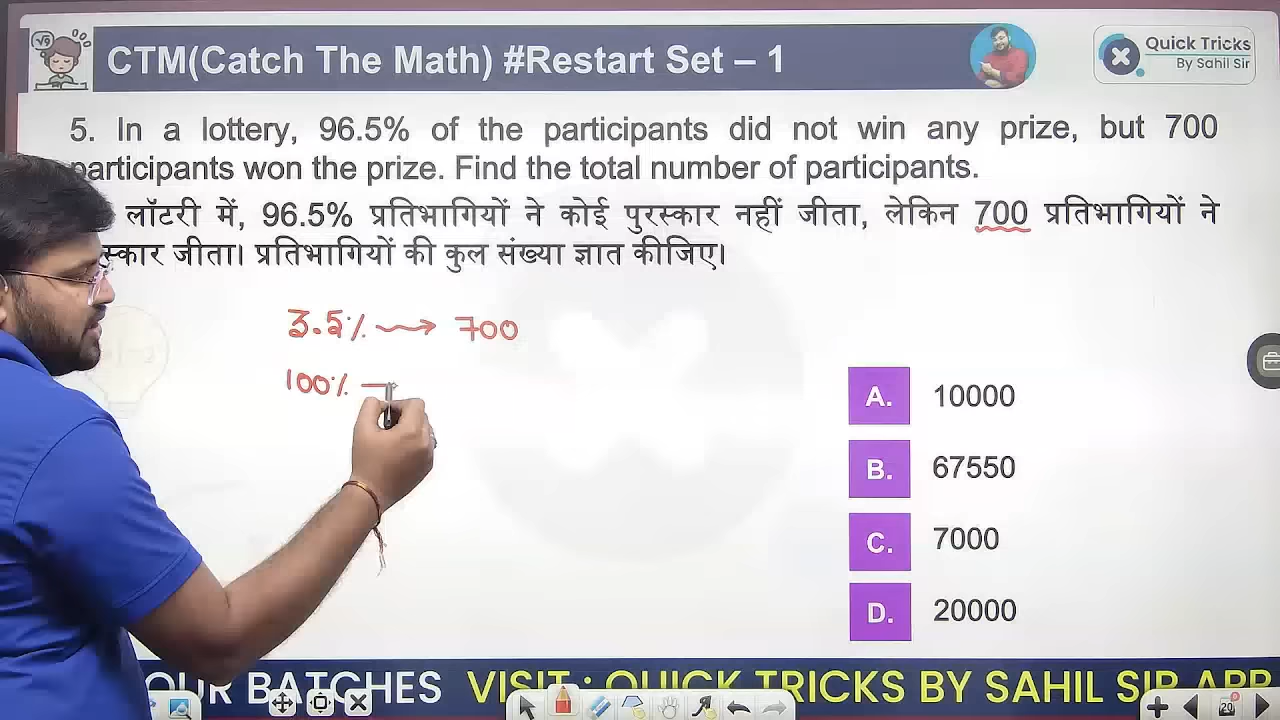 CTM(Catch The Math) #Restart Set – 1
Quick Tricks
By Sahil Sir
5. In a lottery, 96.5% of the participants did not win any prize, but 700
participants won the prize. Find the total number of participants.
लॉटरी में, 96.5% प्रतिभागियों ने कोई पुरस्कार नहीं जीता, लेकिन 700 प्रतिभागियों ने
जीता। प्रतिभागियों की कुल संख्या ज्ञात कीजिए।
3.5% → 700
100%
A. 10000
B. 67550
C. 7000
D. 20000
BATCHES VISIT : QUICK TRICKS BY SAHIL SIR APP
20